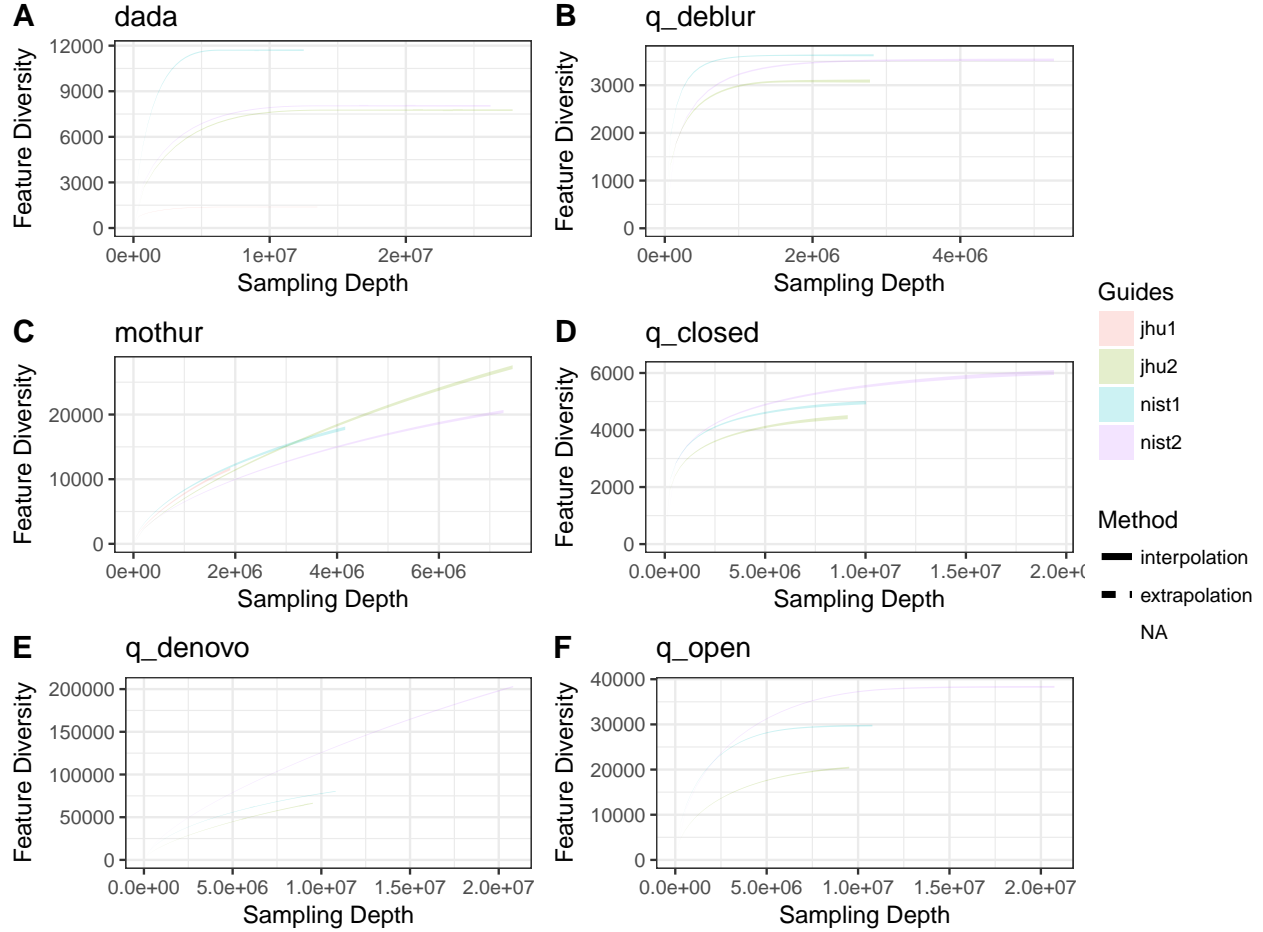 A dada
12000
9000
6000
3000
0
Feature Diversity
0e+00 1e+07 2e+07
Sampling Depth
B q_deblur
3000
2000
1000
0
Feature Diversity
0e+00 2e+06 4e+06
Sampling Depth
C mothur
20000
10000
0
Feature Diversity
0e+00 2e+06 4e+06 6e+06
Sampling Depth
D q_closed
6000
4000
2000
0
Feature Diversity
0.0e+00 5.0e+06 1.0e+07 1.5e+07 2.0e+
Sampling Depth
E q_denovo
200000
150000
100000
50000
0
Feature Diversity
0.0e+00 5.0e+06 1.0e+07 1.5e+07 2.0e+07
Sampling Depth
F q_open
40000
30000
20000
10000
0
Feature Diversity
0.0e+00 5.0e+06 1.0e+07 1.5e+07 2.0e+07
Sampling Depth
Guides
jhu1
jhu2
nist1
nist2
Method
interpolation
extrapolation
NA